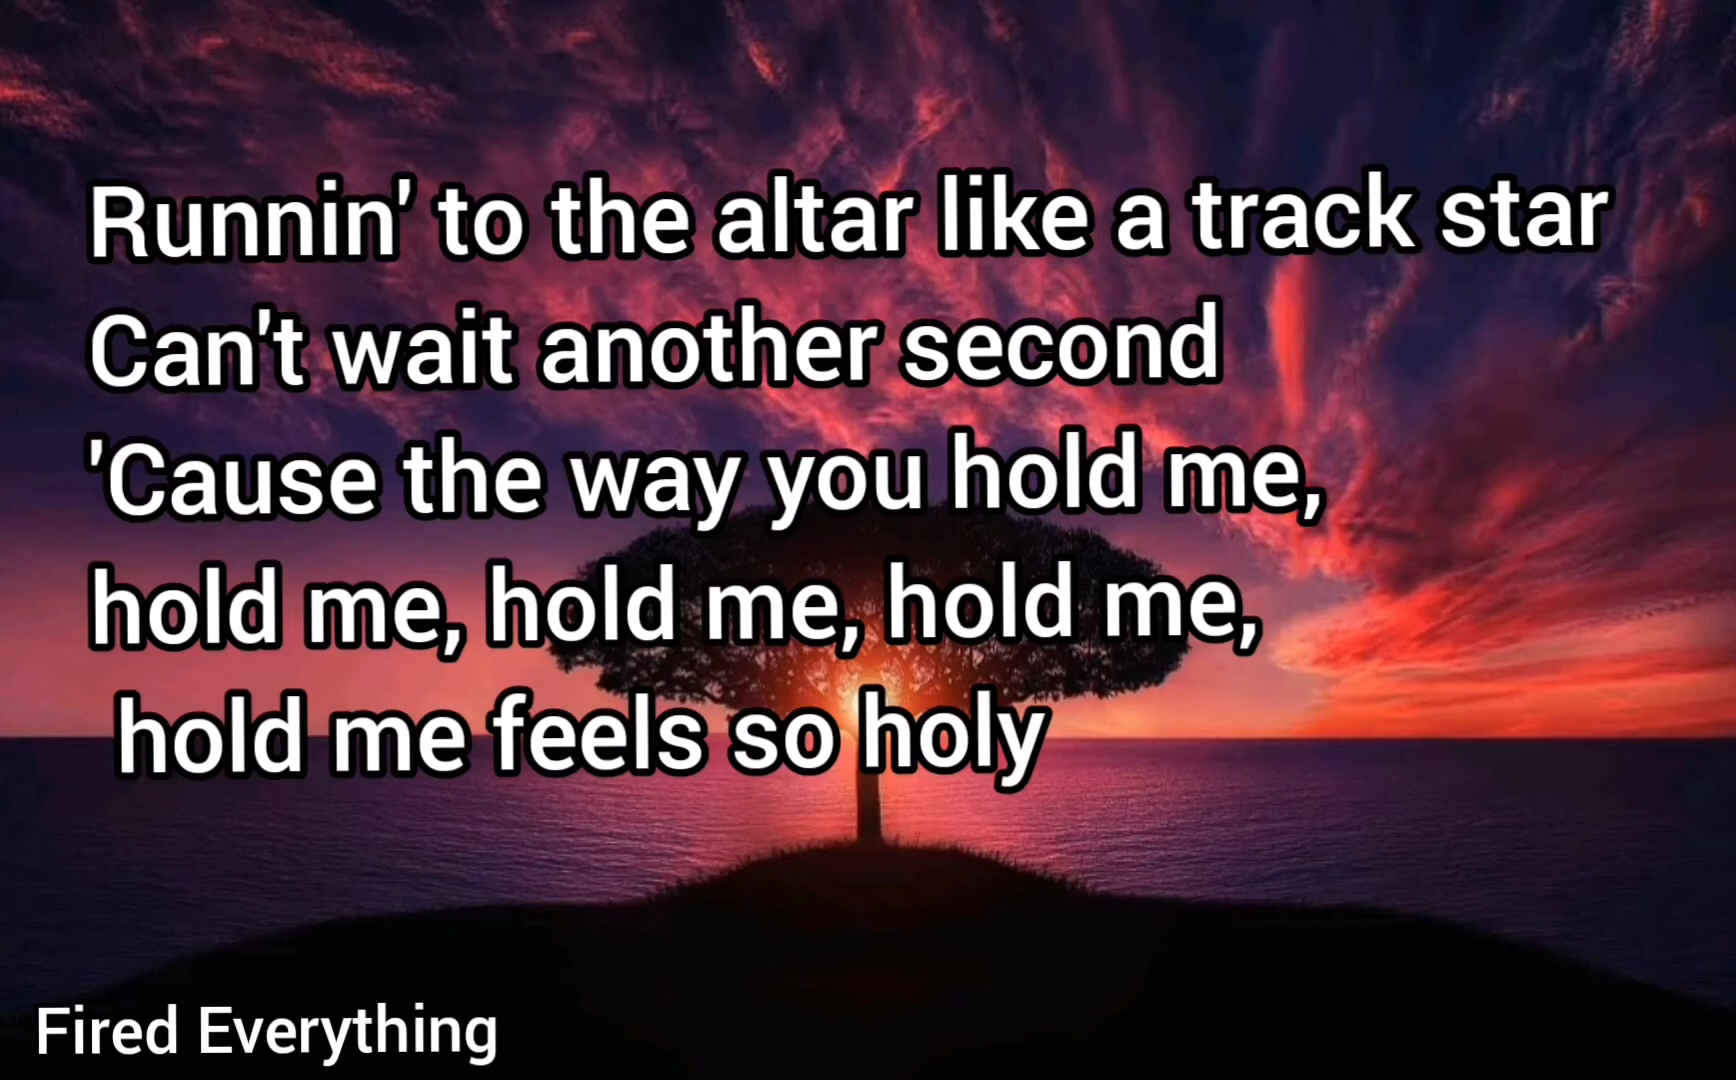 Runnin' to the altar like a track star
Can't wait another second
'Cause the way you hold me,
hold me, hold me, hold me,
hold me feels so holy
Fired Everything